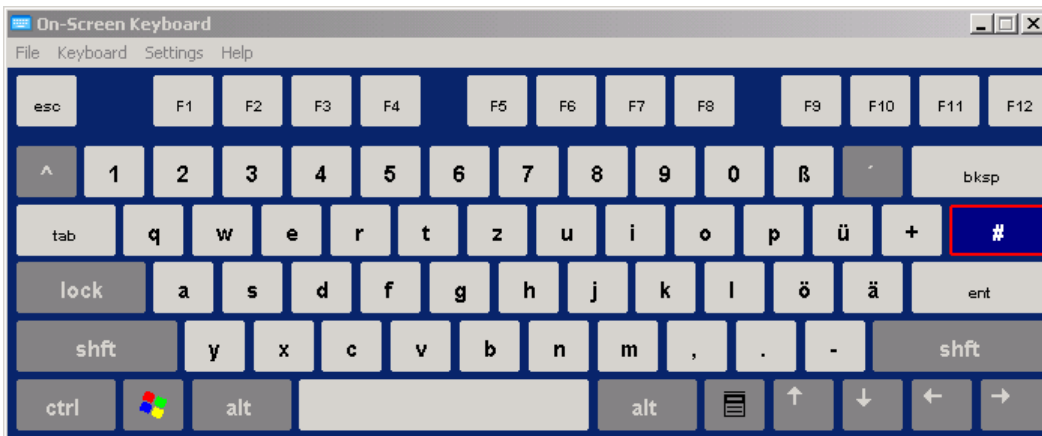 On-Screen Keyboard
File Keyboard Settings Help
esc F1 F2 F3 F4 F5 F6 F7 F8 F9 F10 F11 F12
^ 1 2 3 4 5 6 7 8 9 0 ß ´ bksp
tab q w e r t z u i o p ü + #
lock a s d f g h j k l ö ä ent
shft y x c v b n m , . - shft
ctrl alt alt ↑ ↓ ← →